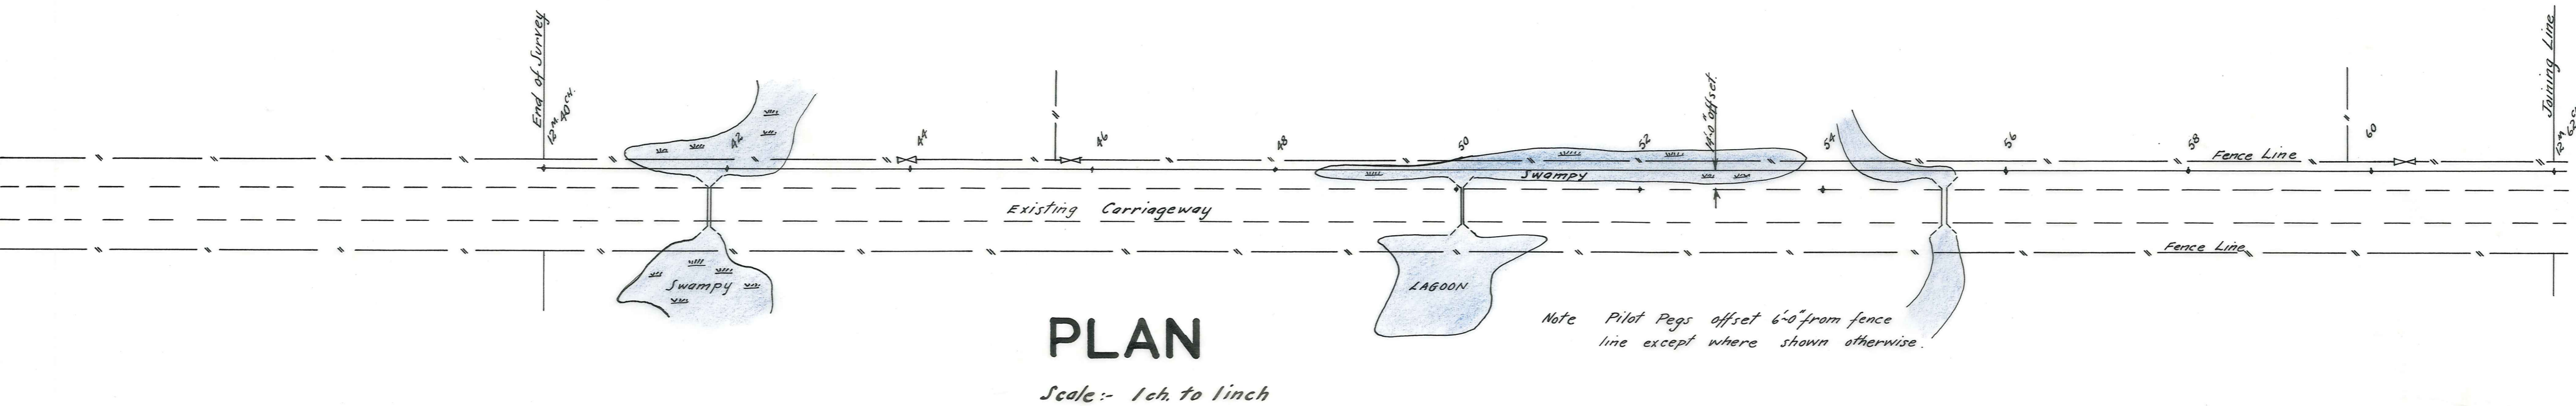 End of Survey
12M 40CH.
42
44
46
48
50
52
14'-0" offset.
54
56
58
60
Joining Line
12M 62CH
Fence Line
Swampy
Existing Carriageway
Fence Line
Swampy
LAGOON
Note Pilot Pegs offset 6'-0" from fence
line except where shown otherwise.
PLAN
Scale:- 1ch. to 1inch